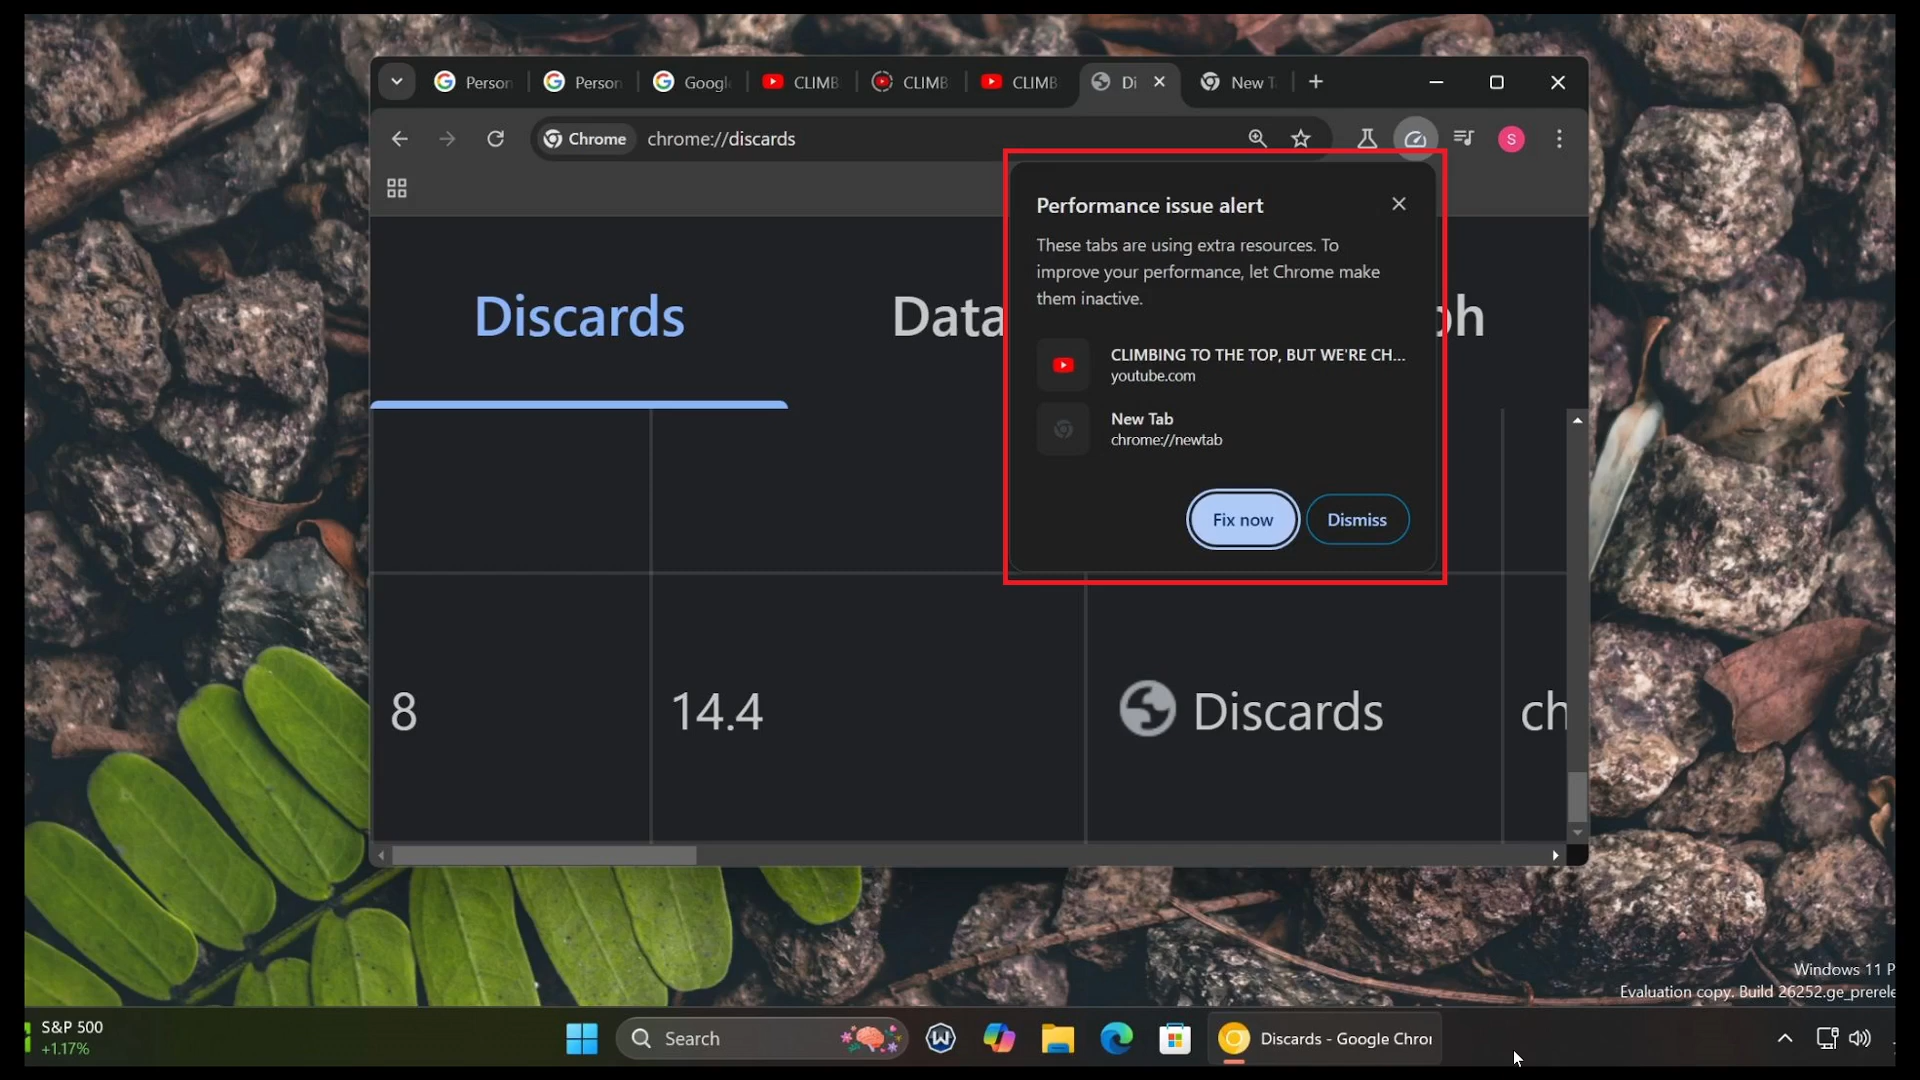 Person
Person
Googl
CLIMB
CLIMB
CLIMB
Di
New T
Chrome
chrome://discards
S
Performance issue alert
These tabs are using extra resources. To
improve your performance, let Chrome make
them inactive.
CLIMBING TO THE TOP, BUT WE'RE CH...
youtube.com
New Tab
chrome://newtab
Fix now
Dismiss
Discards
Data
ph
8
14.4
Discards
ch
Windows 11 P
Evaluation copy. Build 26252.ge_prerele
S&P 500
+1.17%
Search
Discards - Google Chro